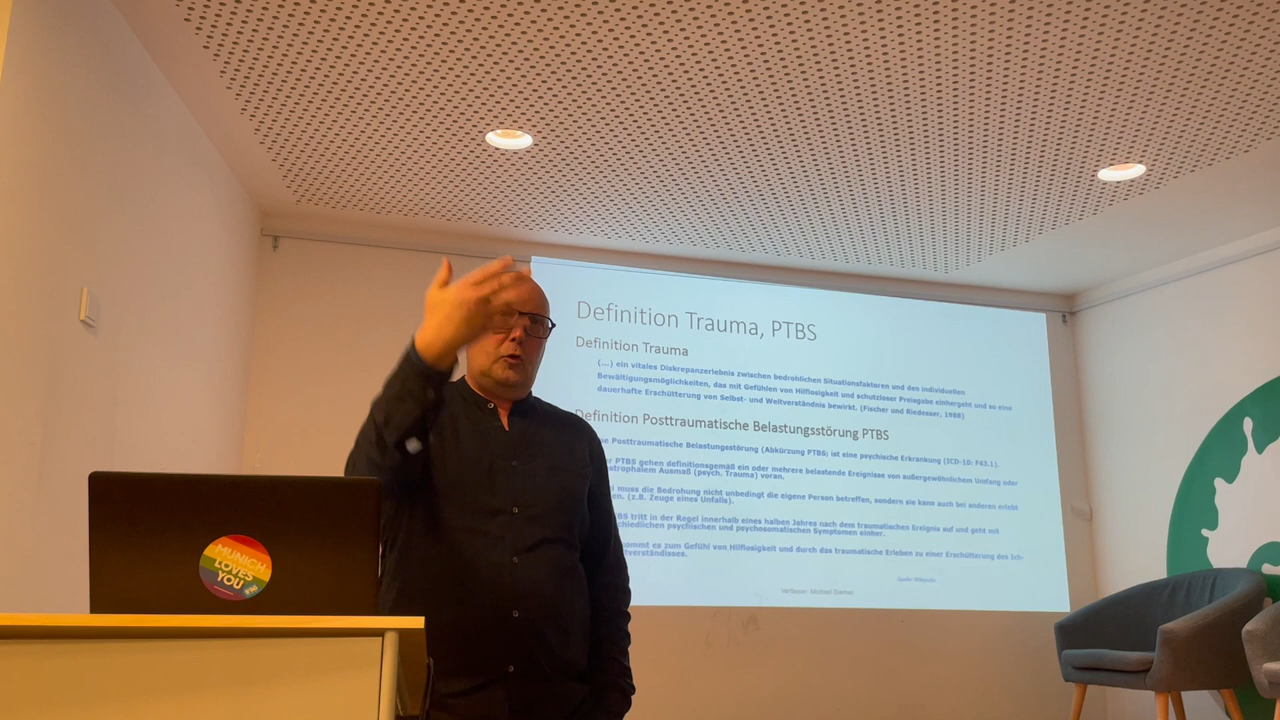 Definition Trauma, PTBS
Definition Trauma
(...) ein vitales Diskrepanzerlebnis zwischen bedrohlichen Situationsfaktoren und den individuellen
Bewältigungsmöglichkeiten, das mit Gefühlen von Hilflosigkeit und schutzloser Preisgabe einhergeht und so eine
dauerhafte Erschütterung von Selbst- und Weltverständnis bewirkt. (Fischer und Riedesser, 1988)
Definition Posttraumatische Belastungsstörung PTBS
Posttraumatische Belastungsstörung (Abkürzung PTBS; ist eine psychische Erkrankung (ICD-10: F43.1).
PTBS gehen definitionsgemäß ein oder mehrere belastende Ereignisse von außergewöhnlichem Umfang oder
Ausmaß (psych. Trauma) voran.
muss die Bedrohung nicht unbedingt die eigene Person betreffen, sondern sie kann auch bei anderen erlebt
(z.B. Zeuge eines Unfalls).
tritt in der Regel innerhalb eines halben Jahres nach dem traumatischen Ereignis auf und geht mit
psychischen und psychosomatischen Symptomen einher.
es zum Gefühl von Hilflosigkeit und durch das traumatische Erleben zu einer Erschütterung des Ich-
Quelle: Wikipedia
Verfasser: Michael
MUNICH
LOVES
YOU